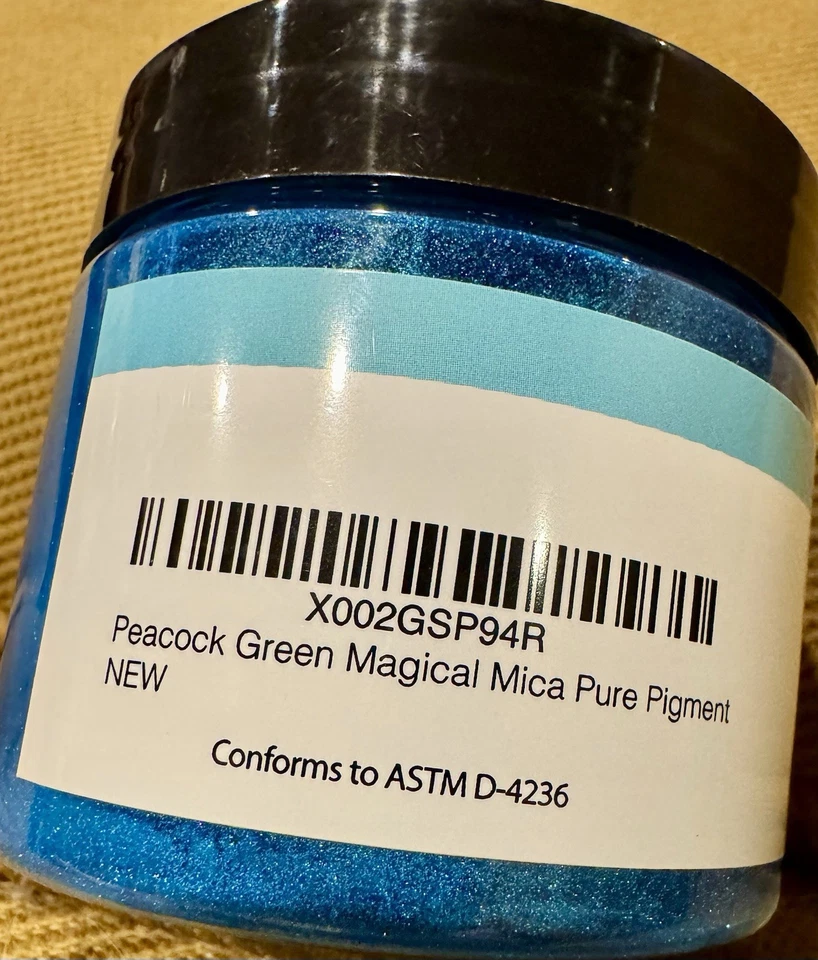 X002GSP94R
Peacock Green Magical Mica Pure Pigment
NEW
Conforms to ASTM D-4236